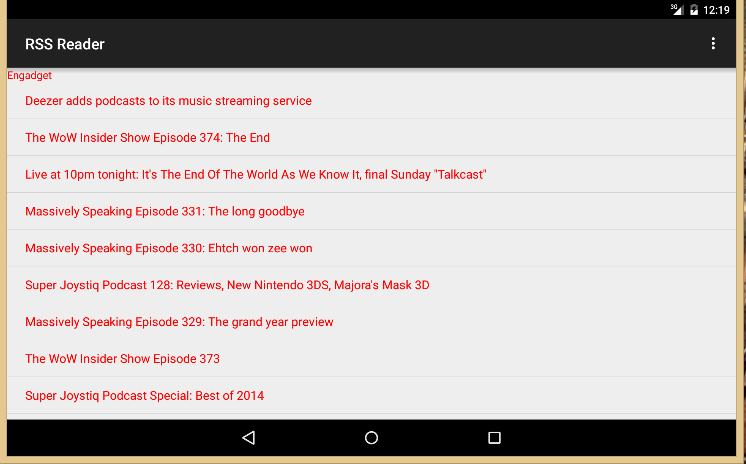 3G 12:19
RSS Reader
Engadget
Deezer adds podcasts to its music streaming service
The WoW Insider Show Episode 374: The End
Live at 10pm tonight: It's The End Of The World As We Know It, final Sunday "Talkcast"
Massively Speaking Episode 331: The long goodbye
Massively Speaking Episode 330: Ehtch won zee won
Super Joystiq Podcast 128: Reviews, New Nintendo 3DS, Majora's Mask 3D
Massively Speaking Episode 329: The grand year preview
The WoW Insider Show Episode 373
Super Joystiq Podcast Special: Best of 2014